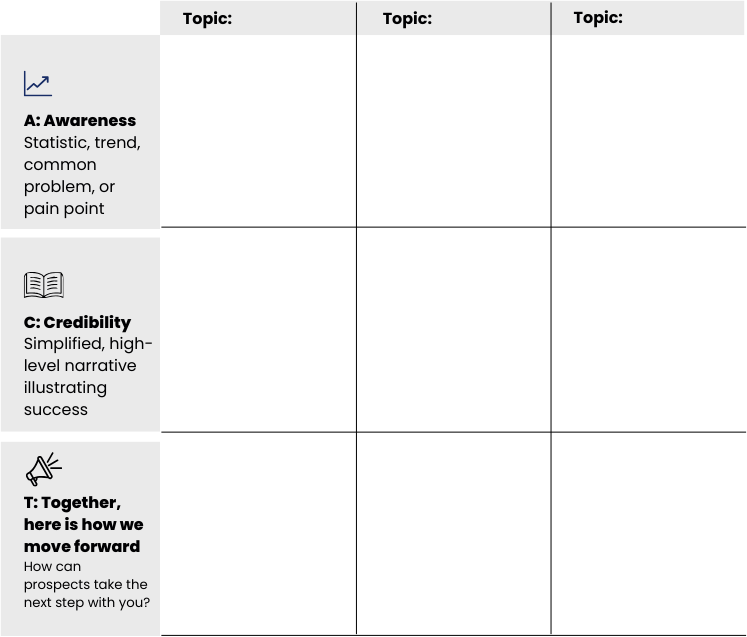 Topic:
Topic:
Topic:
A: Awareness
Statistic, trend,
common
problem, or
pain point
C: Credibility
Simplified, high-
level narrative
illustrating
success
T: Together,
here is how we
move forward
How can
prospects take the
next step with you?